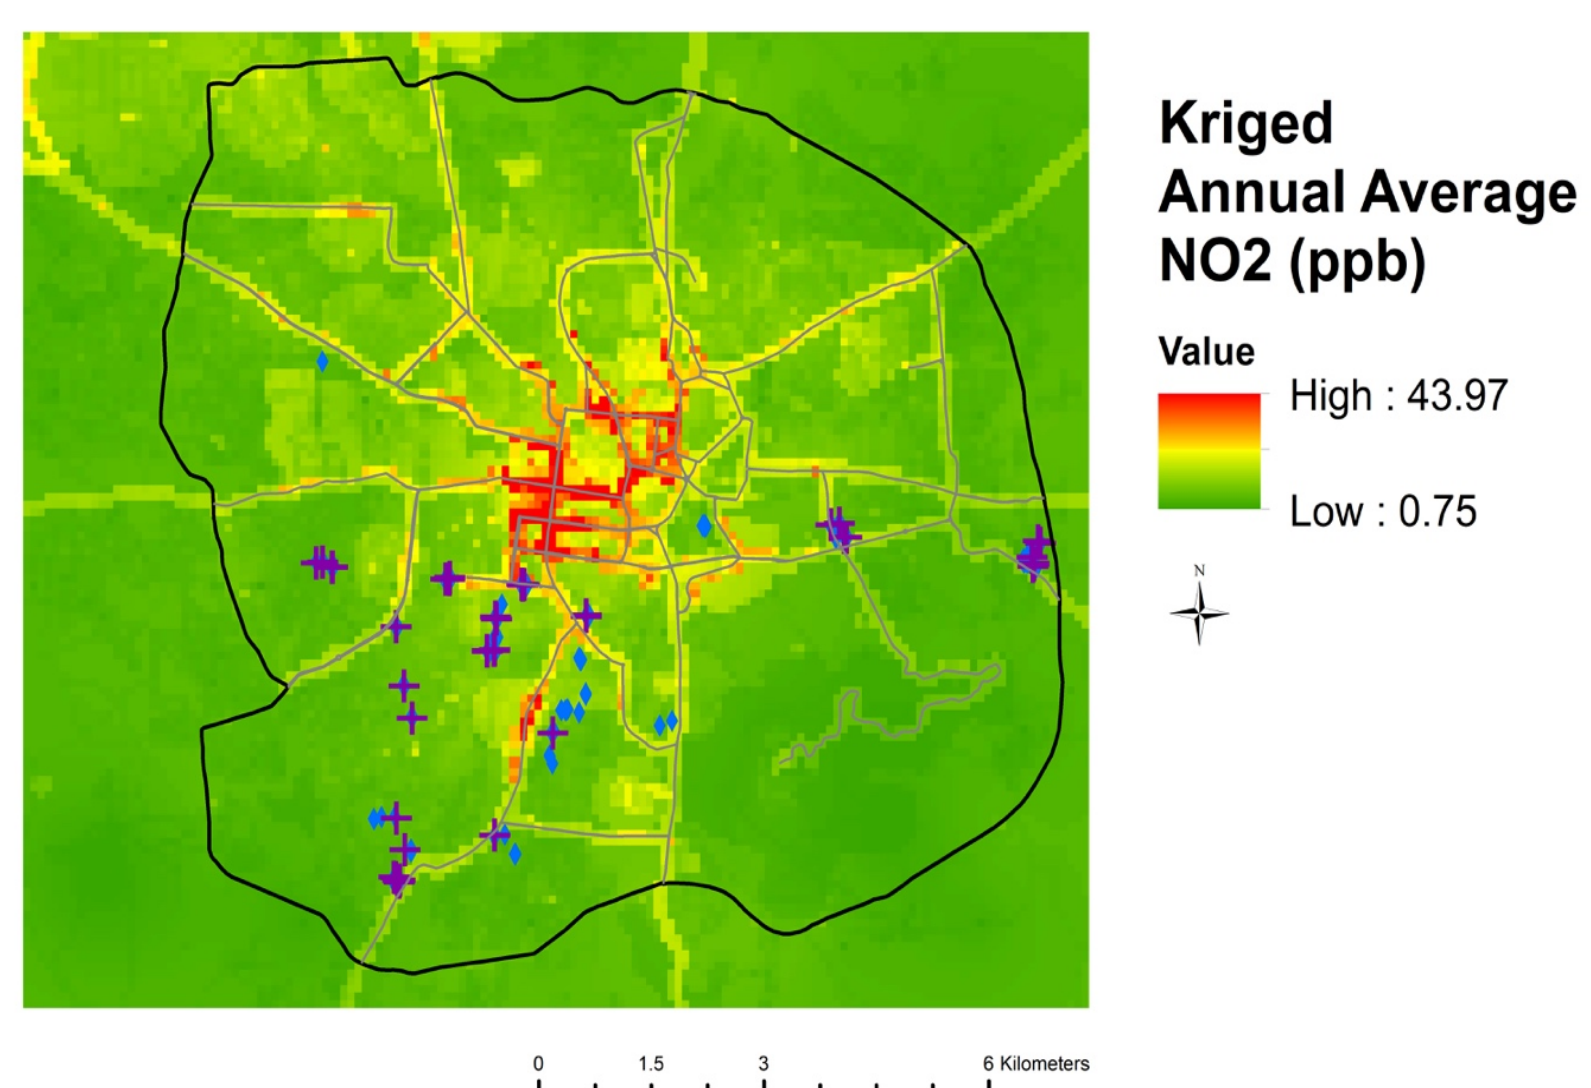 Kriged
Annual Average
NO2 (ppb)
Value
High : 43.97
Low : 0.75
N
0 1.5 3 6 Kilometers